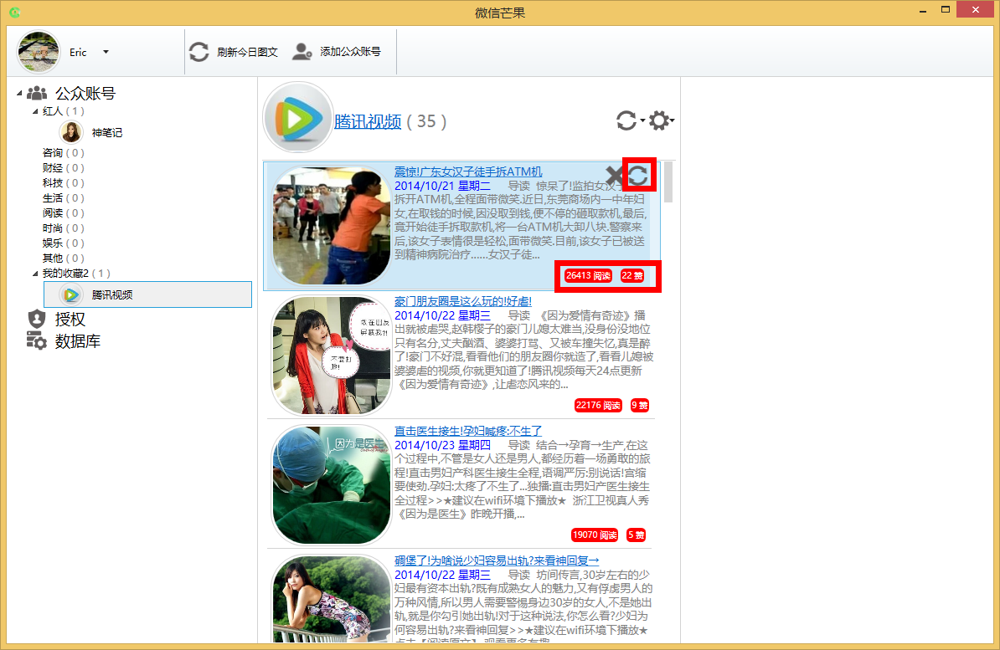 微信芒果
Eric
刷新今日图文
添加公众账号
公众账号
红人 ( 1 )
神笔记
咨询 ( 0 )
财经 ( 0 )
科技 ( 0 )
生活 ( 0 )
阅读 ( 0 )
时尚 ( 0 )
娱乐 ( 0 )
其他 ( 0 )
我的收藏2 ( 1 )
腾讯视频
授权
数据库
腾讯视频 ( 35 )
震惊!广东女汉子徒手拆ATM机
2014/10/21 星期二 导读 惊呆了!监拍女汉子
拆开ATM机,全程面带微笑.近日,东莞商场内一中年妇
女,在取钱的时候,因没取到钱,便不停的砸取款机,最后,
竟开始徒手拆取款机,将一台ATM机大卸八块.警察来
后,该女子表情很是轻松,面带微笑.目前,该女子已被送
到精神病院治疗……女汉子徒...
26413 阅读 22 赞
豪门朋友圈是这么玩的!好虐!
2014/10/22 星期三 导读 《因为爱情有奇迹》播
出就被虐哭,赵韩樱子的豪门儿媳太难当,没身份没地位
只有名分,丈夫酗酒、婆婆打骂、又被车撞失忆,真是醉
了!豪门不好混,看看他们的朋友圈你就造了,看看儿媳被
婆婆虐的视频,你就更知道了!腾讯视频每天24点更新
《因为爱情有奇迹》,让虐恋风来的...
敢在朋友
屏蔽我?!
不要打
脸!
22176 阅读 9 赞
直击医生接生!孕妇喊疼:不生了
2014/10/23 星期四 导读 结合→孕育→生产,在这
个过程中,不管是女人还是男人,都经历着一场勇敢的旅
程!直击男妇产科医生接生全程,语调严厉:别说话!宫缩
要使劲.孕妇:太疼了不生了...独播:直击男妇产医生接生
全过程>>★建议在wifi环境下播放★ 浙江卫视真人秀
《因为是医生》昨晚开播,...
因为是医生
19070 阅读 5 赞
碉堡了!为啥说少妇容易出轨?来看神回复→
2014/10/22 星期三 导读 坊间传言,30岁左右的少
妇最有资本出轨?既有成熟女人的魅力,又有俘虏男人的
万种风情,所以男人需要警惕身边30岁的女人,不是她出
轨,就是你勾引她出轨!对于这种说法,你怎么看?少妇为
何容易出轨?来看神回复>>★建议在wifi环境下播放★
点击【阅读原文】,观看更多有趣